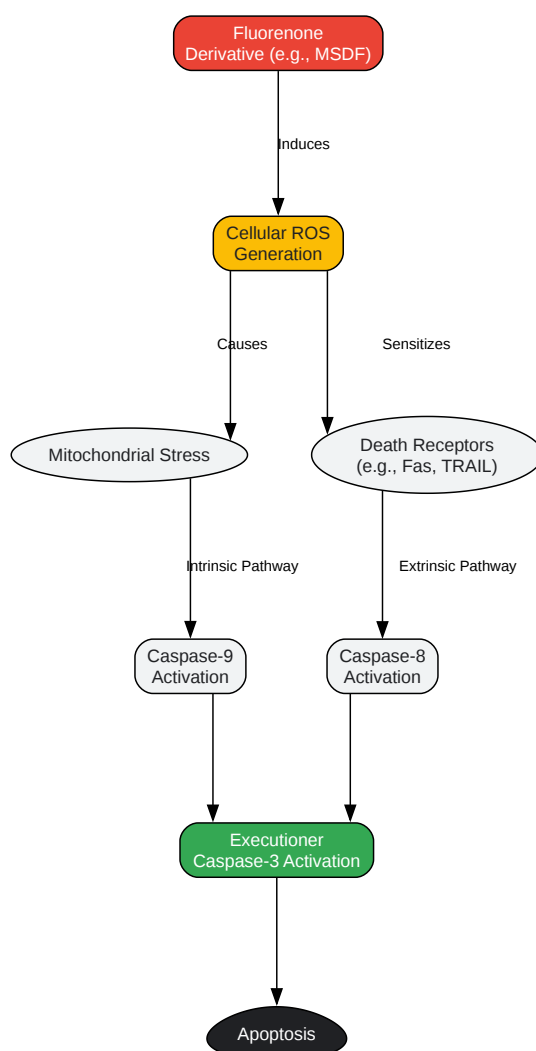 Fluorenone
Derivative (e.g., MSDF)
Induces
Cellular ROS
Generation
Causes
Sensitizes
Mitochondrial Stress
Death Receptors
(e.g., Fas, TRAIL)
Intrinsic Pathway
Extrinsic Pathway
Caspase-9
Activation
Caspase-8
Activation
Executioner
Caspase-3 Activation
Apoptosis